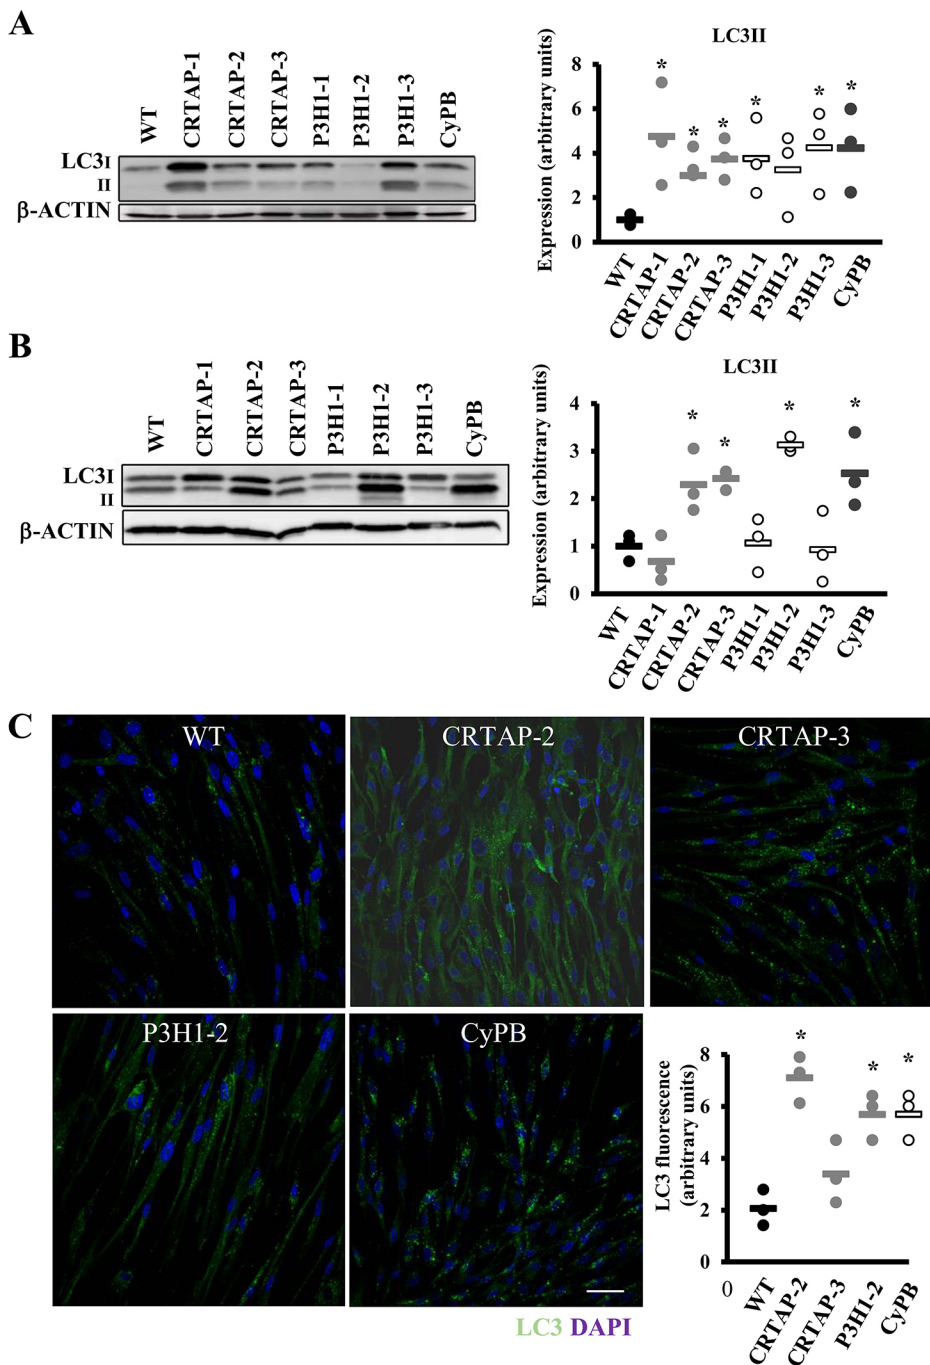 A
WT
CRTAP-1
CRTAP-2
CRTAP-3
P3H1-1
P3H1-2
P3H1-3
CyPB
LC3I
II
β-ACTIN
LC3II
Expression (arbitrary units)
8
6
4
2
0
* * * * * *
WT
CRTAP-1
CRTAP-2
CRTAP-3
P3H1-1
P3H1-2
P3H1-3
CyPB
B
WT
CRTAP-1
CRTAP-2
CRTAP-3
P3H1-1
P3H1-2
P3H1-3
CyPB
LC3I
II
β-ACTIN
LC3II
Expression (arbitrary units)
4
3
2
1
0
* * * *
WT
CRTAP-1
CRTAP-2
CRTAP-3
P3H1-1
P3H1-2
P3H1-3
CyPB
C
WT
CRTAP-2
CRTAP-3
P3H1-2
CyPB
LC3 DAPI
LC3 fluorescence
(arbitrary units)
8
6
4
2
0
0
* * *
WT
CRTAP-2
CRTAP-3
P3H1-2
CyPB